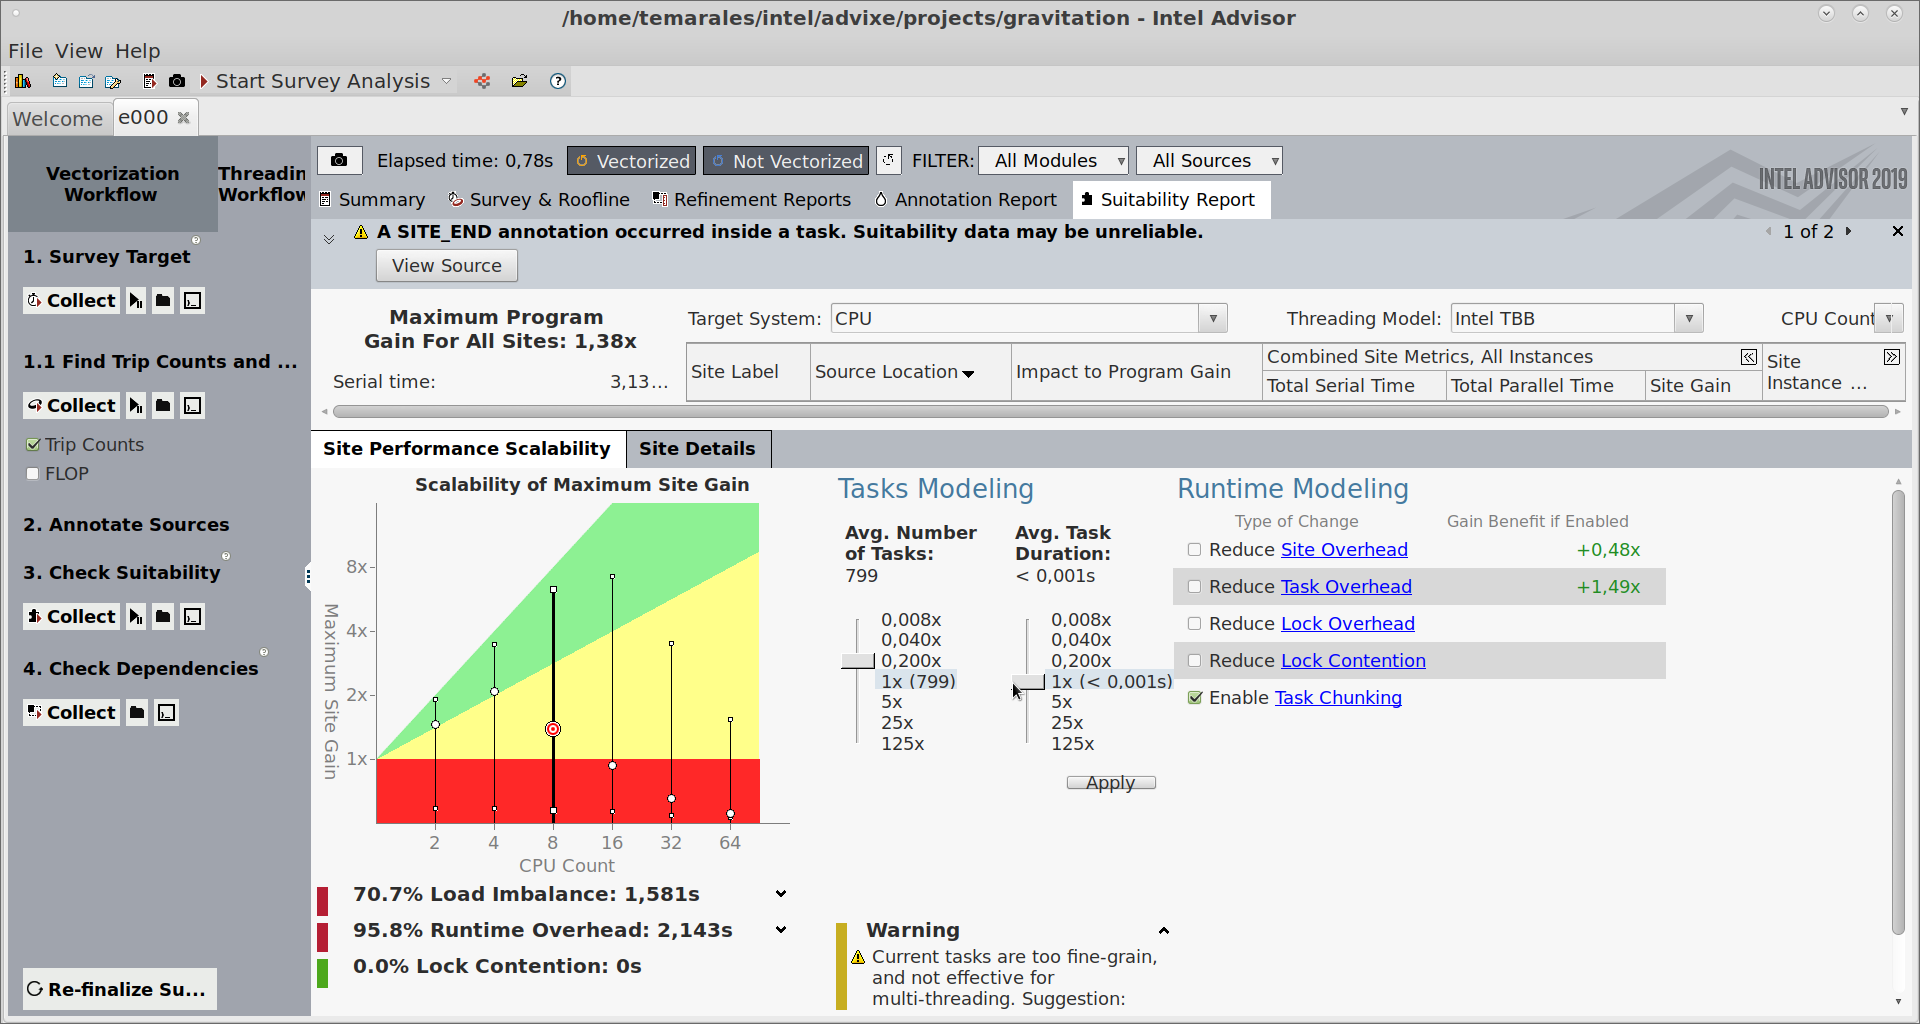 /home/temarales/intel/advixe/projects/gravitation - Intel Advisor
File View Help
Start Survey Analysis
Welcome
e000
Vectorization
Workflow
Threadin
Workflow
1. Survey Target
Collect
1.1 Find Trip Counts and ...
Collect
Trip Counts
FLOP
2. Annotate Sources
3. Check Suitability
Collect
4. Check Dependencies
Collect
Re-finalize Su...
Elapsed time: 0,78s
Vectorized
Not Vectorized
FILTER:
All Modules
All Sources
INTEL ADVISOR 2019
Summary
Survey & Roofline
Refinement Reports
Annotation Report
Suitability Report
A SITE_END annotation occurred inside a task. Suitability data may be unreliable.
1 of 2
View Source
Maximum Program
Gain For All Sites: 1,38x
Serial time: 3,13...
Target System: CPU
Threading Model: Intel TBB
CPU Count
Site Label
Source Location
Impact to Program Gain
Combined Site Metrics, All Instances
Total Serial Time
Total Parallel Time
Site Gain
Site
Instance ...
Site Performance Scalability
Site Details
Scalability of Maximum Site Gain
Maximum Site Gain
8x
4x
2x
1x
2 4 8 16 32 64
CPU Count
70.7% Load Imbalance: 1,581s
95.8% Runtime Overhead: 2,143s
0.0% Lock Contention: 0s
Tasks Modeling
Avg. Number
of Tasks:
799
0,008x
0,040x
0,200x
1x (799)
5x
25x
125x
Avg. Task
Duration:
< 0,001s
0,008x
0,040x
0,200x
1x (< 0,001s)
5x
25x
125x
Apply
Runtime Modeling
Type of Change
Gain Benefit if Enabled
Reduce Site Overhead +0,48x
Reduce Task Overhead +1,49x
Reduce Lock Overhead
Reduce Lock Contention
Enable Task Chunking
Warning
Current tasks are too fine-grain,
and not effective for
multi-threading. Suggestion: